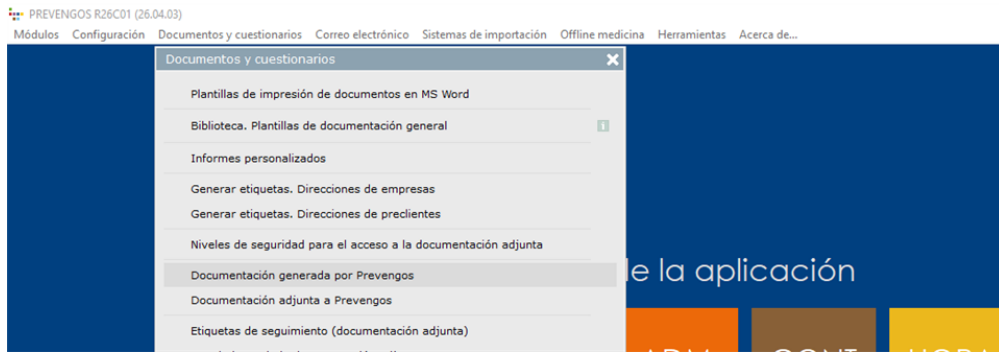 PREVENGOS R26C01 (26.04.03)
Módulos Configuración Documentos y cuestionarios Correo electrónico Sistemas de importación Offline medicina Herramientas Acerca de...
Documentos y cuestionarios
Plantillas de impresión de documentos en MS Word
Biblioteca. Plantillas de documentación general
Informes personalizados
Generar etiquetas. Direcciones de empresas
Generar etiquetas. Direcciones de preclientes
Niveles de seguridad para el acceso a la documentación adjunta
Documentación generada por Prevengos
de la aplicación
Documentación adjunta a Prevengos
Etiquetas de seguimiento (documentación adjunta)